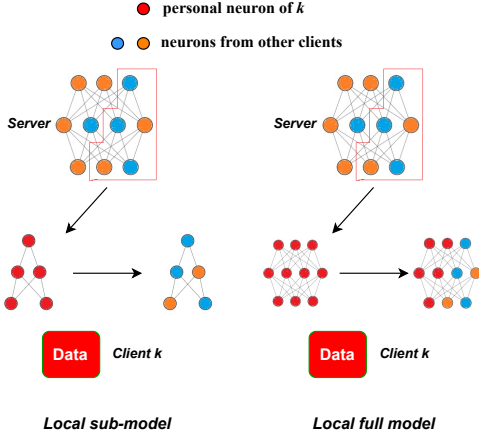 personal neuron of k
neurons from other clients
Server
Server
Data
Client k
Data
Client k
Local sub-model
Local full model